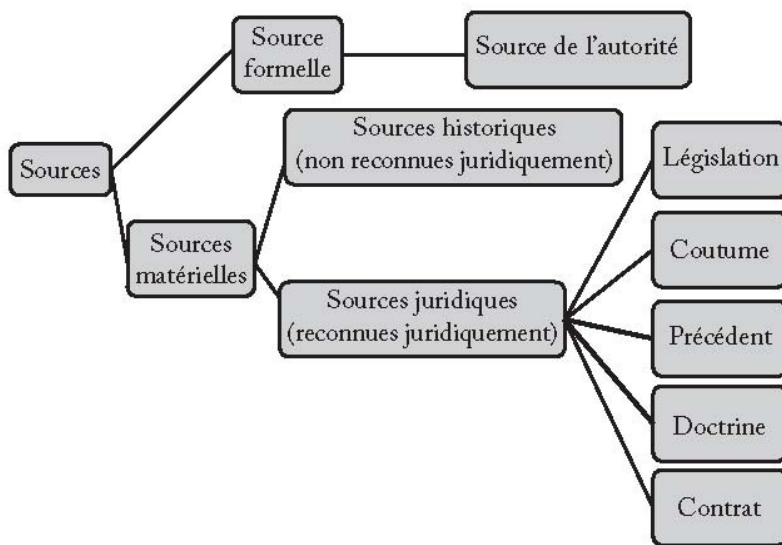 Source
formelle
Source de l'autorité
Sources
Sources historiques
(non reconnues juridiquement)
Sources
matérielles
Sources juridiques
(reconnues juridiquement)
Législation
Coutume
Précédent
Doctrine
Contrat